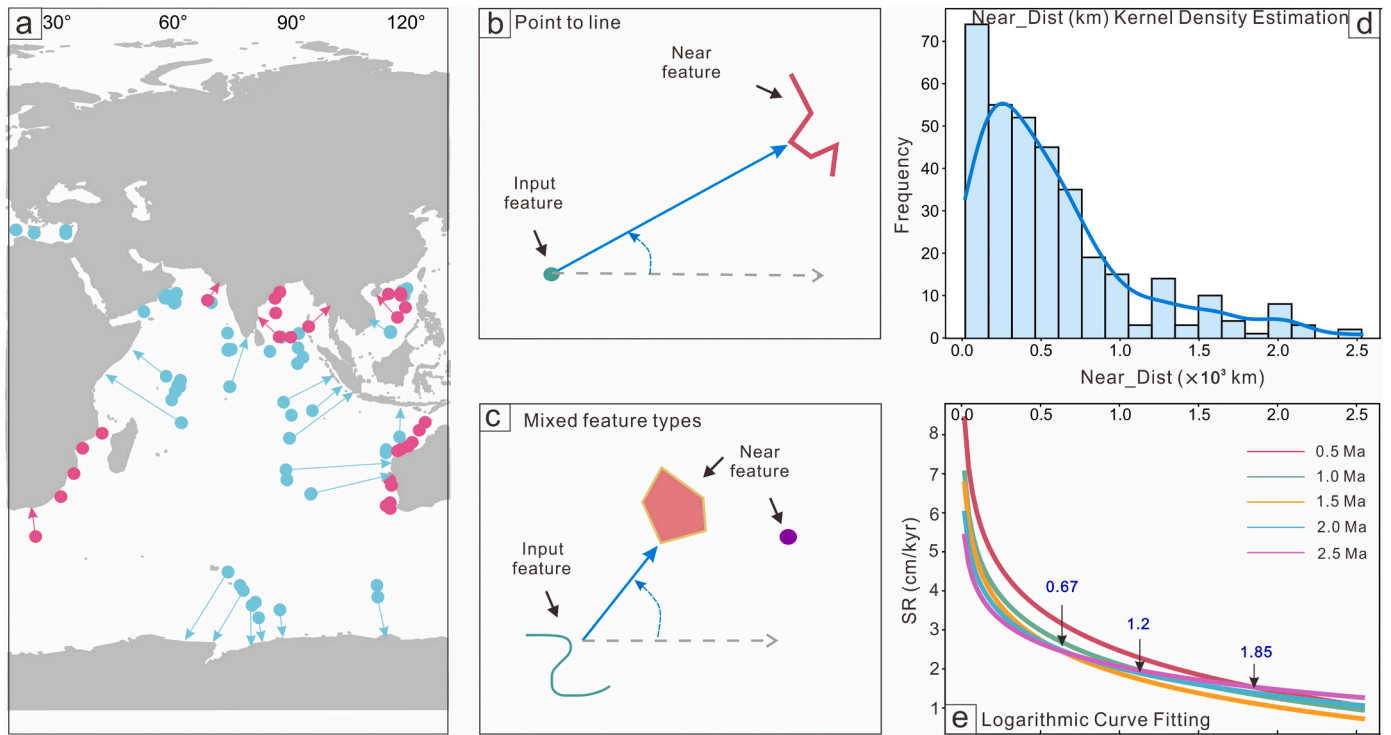 a
30°
60°
90°
120°
b
Point to line
Near
feature
Input
feature
c
Mixed feature types
Near
feature
Input
feature
Near_Dist (km) Kernel Density Estimation
d
70
60
50
40
30
20
10
0
Frequency
0.0
0.5
1.0
1.5
2.0
2.5
Near_Dist (×10³ km)
0.0
0.5
1.0
1.5
2.0
2.5
8
7
6
5
4
3
2
1
SR (cm/kyr)
0.5 Ma
1.0 Ma
1.5 Ma
2.0 Ma
2.5 Ma
0.67
1.2
1.85
e
Logarithmic Curve Fitting